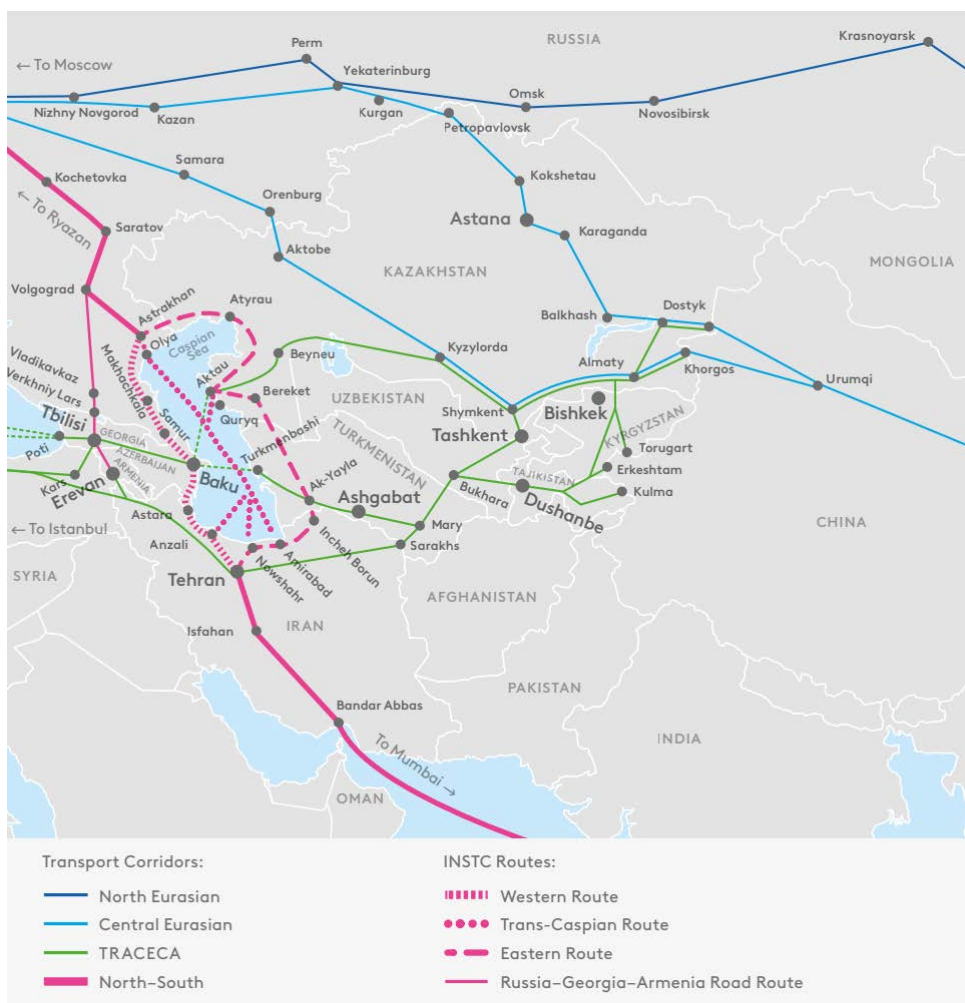 RUSSIA
Krasnoyarsk
Perm
← To Moscow
Yekaterinburg
Omsk
Nizhny Novgorod
Kazan
Kurgan
Novosibirsk
Petropavlovsk
Samara
Kochetovka
Kokshetau
Orenburg
← To Ryazan
Astana
Saratov
Karaganda
Aktobe
MONGOLIA
KAZAKHSTAN
Volgograd
Astrakhan
Atyrau
Dostyk
Balkhash
Olya
Caspian
Sea
Makhachkala
Vladikavkaz
Beyneu
Kyzylorda
Almaty
Khorgos
Aktau
Urumqi
Verkhniy Lars
Bereket
UZBEKISTAN
Shymkent
Bishkek
Samur
Quryq
Tbilisi
GEORGIA
Turkmenbashi
TURKMENISTAN
Tashkent
KYRGYZSTAN
Poti
AZERBAIJAN
Torugart
Kars
ARMENIA
Baku
Ak-Yayla
TAJIKISTAN
Erkeshtam
Erevan
Ashgabat
Bukhara
Dushanbe
Kulma
Astara
← To Istanbul
Mary
CHINA
Anzali
Incheh Borun
Sarakhs
SYRIA
Tehran
Nowshahr
Amirabad
AFGHANISTAN
Isfahan
IRAN
PAKISTAN
Bandar Abbas
INDIA
To Mumbai →
OMAN
Transport Corridors:
North Eurasian
Central Eurasian
TRACECA
North–South
INSTC Routes:
Western Route
Trans-Caspian Route
Eastern Route
Russia–Georgia–Armenia Road Route